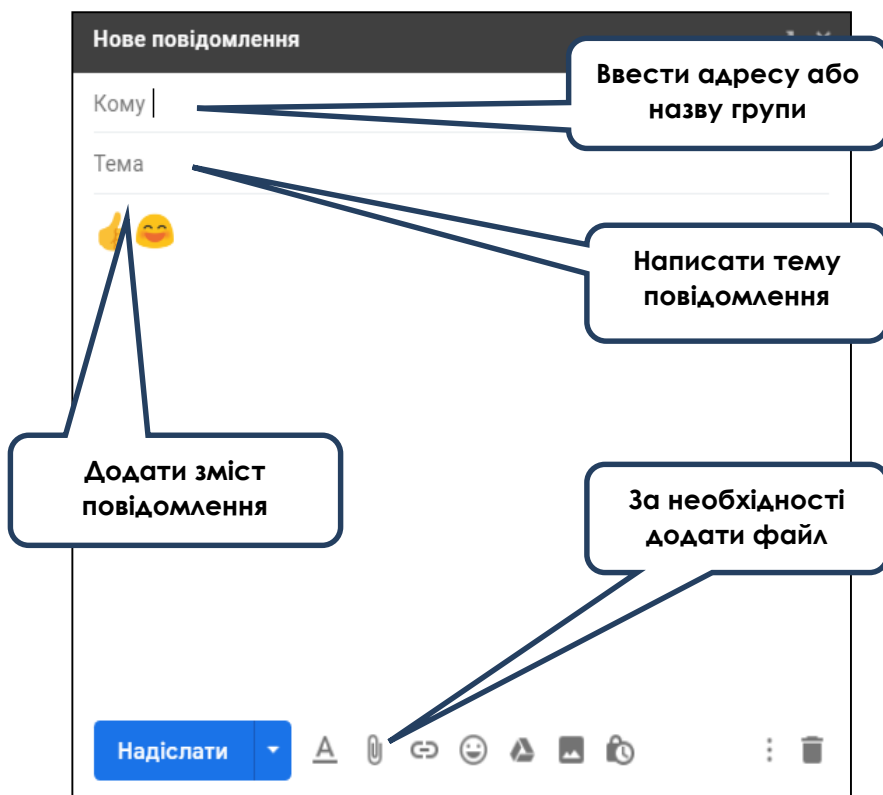 Нове повідомлення
Ввести адресу або
назву групи
Кому
Тема
Написати тему
повідомлення
Додати зміст
повідомлення
За необхідності
додати файл
Надіслати
A